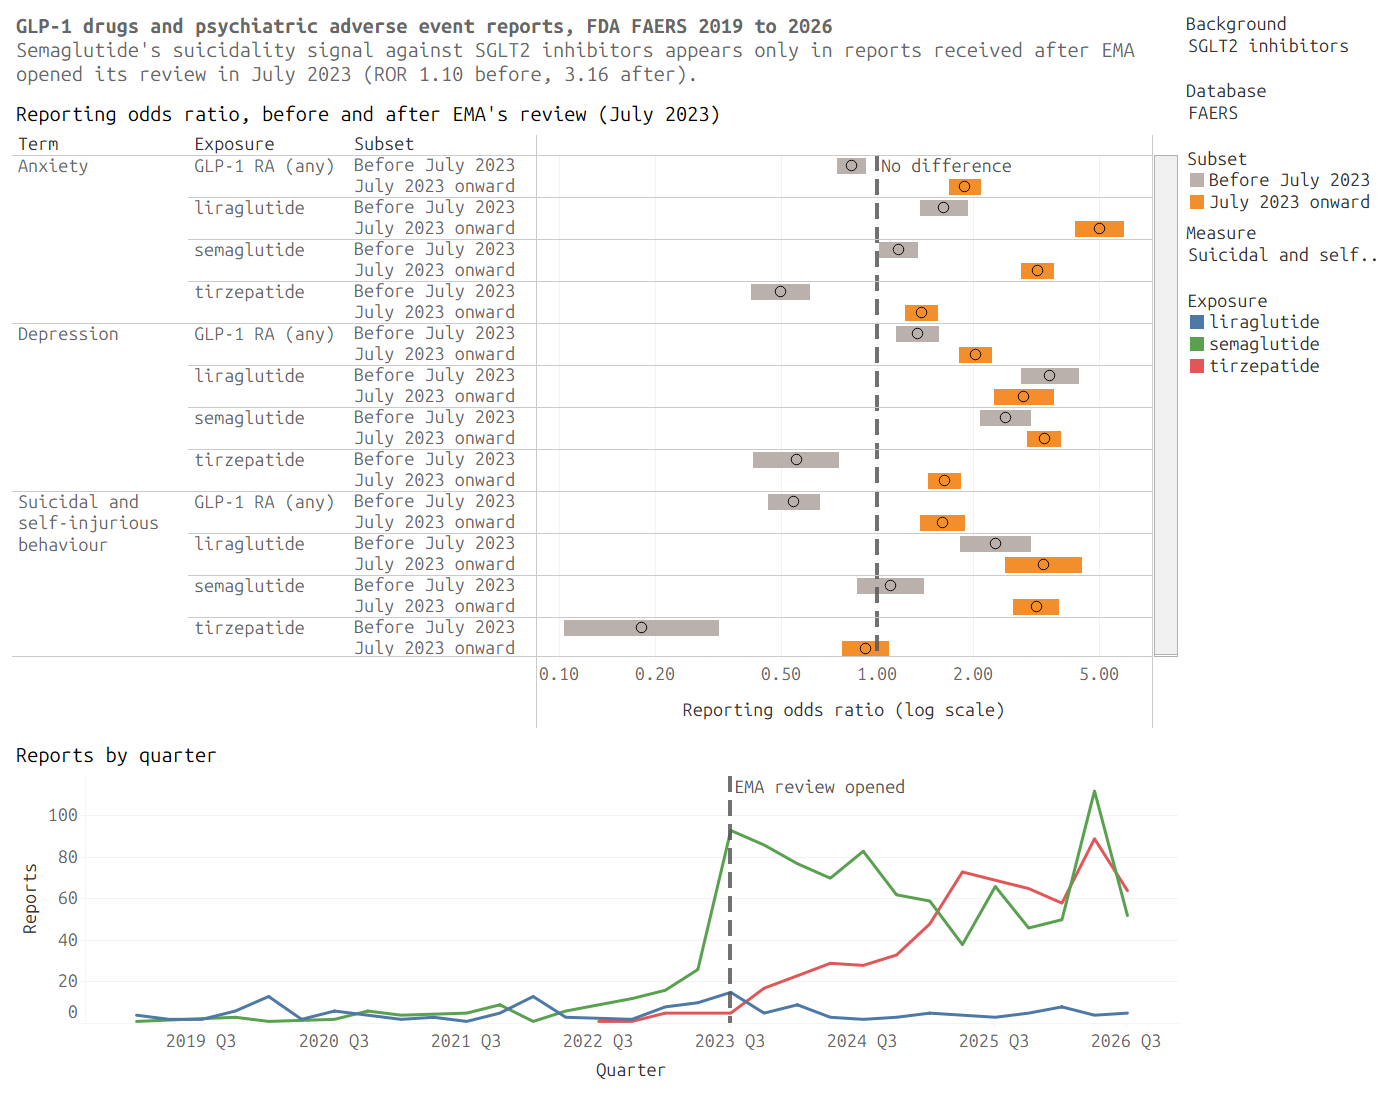 GLP-1 drugs and psychiatric adverse event reports, FDA FAERS 2019 to 2026
Semaglutide's suicidality signal against SGLT2 inhibitors appears only in reports received after EMA
opened its review in July 2023 (ROR 1.10 before, 3.16 after).
Reporting odds ratio, before and after EMA's review (July 2023)
Term Exposure Subset
Anxiety GLP-1 RA (any) Before July 2023 No difference
July 2023 onward
liraglutide Before July 2023
July 2023 onward
semaglutide Before July 2023
July 2023 onward
tirzepatide Before July 2023
July 2023 onward
Depression GLP-1 RA (any) Before July 2023
July 2023 onward
liraglutide Before July 2023
July 2023 onward
semaglutide Before July 2023
July 2023 onward
tirzepatide Before July 2023
July 2023 onward
Suicidal and GLP-1 RA (any) Before July 2023
self-injurious July 2023 onward
behaviour liraglutide Before July 2023
July 2023 onward
semaglutide Before July 2023
July 2023 onward
tirzepatide Before July 2023
July 2023 onward
0.10 0.20 0.50 1.00 2.00 5.00
Reporting odds ratio (log scale)
Background
SGLT2 inhibitors
Database
FAERS
Subset
Before July 2023
July 2023 onward
Measure
Suicidal and self..
Exposure
liraglutide
semaglutide
tirzepatide
Reports by quarter
EMA review opened
Reports
100
80
60
40
20
0
2019 Q3 2020 Q3 2021 Q3 2022 Q3 2023 Q3 2024 Q3 2025 Q3 2026 Q3
Quarter